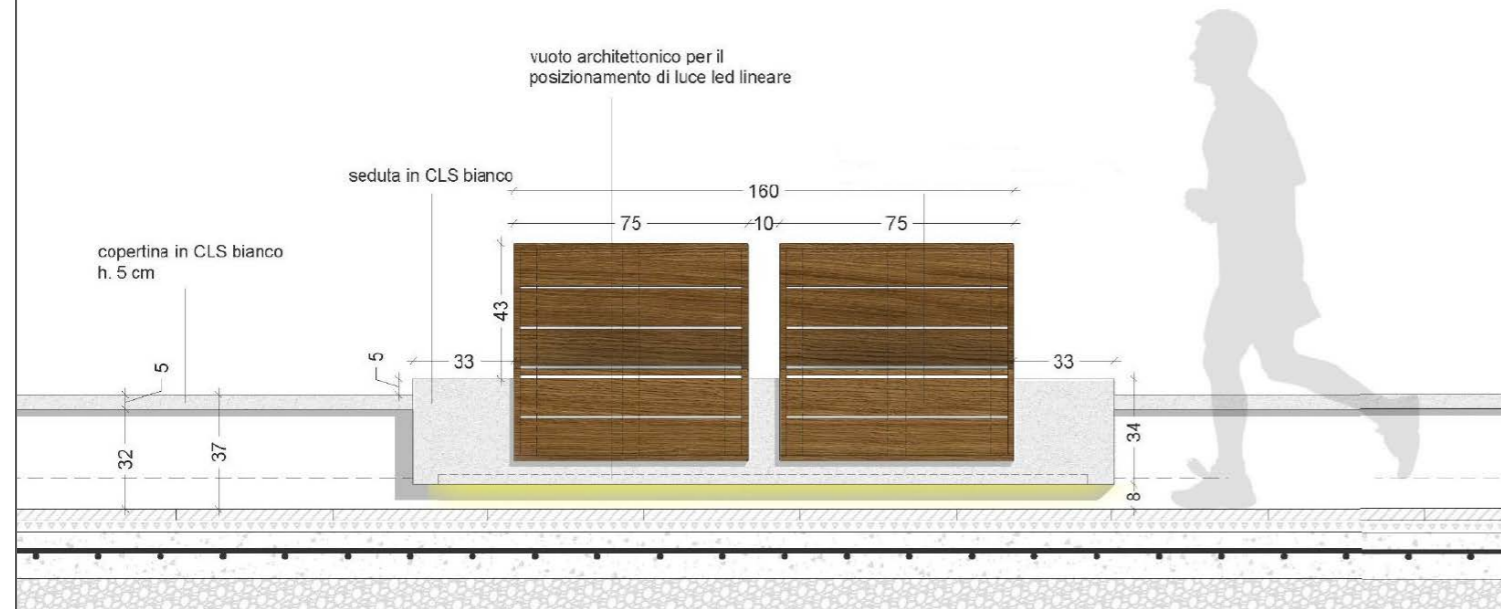 vuoto architettonico per il
posizionamento di luce led lineare
seduta in CLS bianco
160
75
10
75
copertina in CLS bianco
h. 5 cm
43
33
33
5
5
32
37
34
8